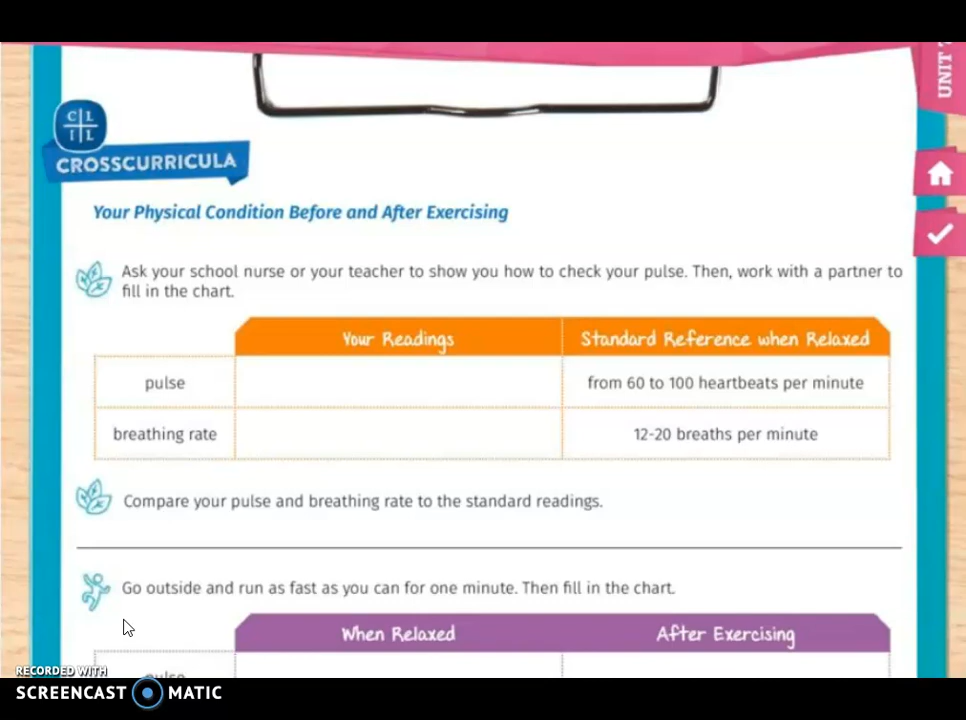 UNIT
C L
I L
CROSSCURRICULA
Your Physical Condition Before and After Exercising
Ask your school nurse or your teacher to show you how to check your pulse. Then, work with a partner to
fill in the chart.
Your Readings
Standard Reference when Relaxed
pulse
from 60 to 100 heartbeats per minute
breathing rate
12-20 breaths per minute
Compare your pulse and breathing rate to the standard readings.
Go outside and run as fast as you can for one minute. Then fill in the chart.
When Relaxed
After Exercising
pulse
RECORDED WITH
SCREENCAST MATIC